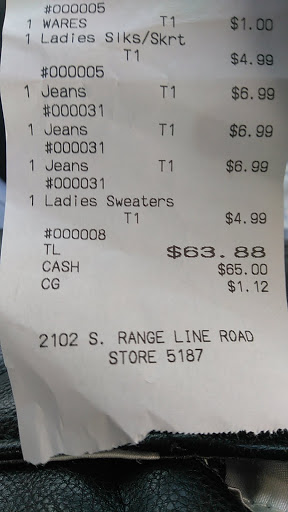 #000005
1 WARES T1 $1.00
1 Ladies Slks/Skrt
T1 $4.99
#000005
1 Jeans T1 $6.99
#000031
1 Jeans T1 $6.99
#000031
1 Jeans T1 $6.99
#000031
1 Ladies Sweaters
T1 $4.99
#000008
TL $63.88
CASH $65.00
CG $1.12
2102 S. RANGE LINE ROAD
STORE 5187